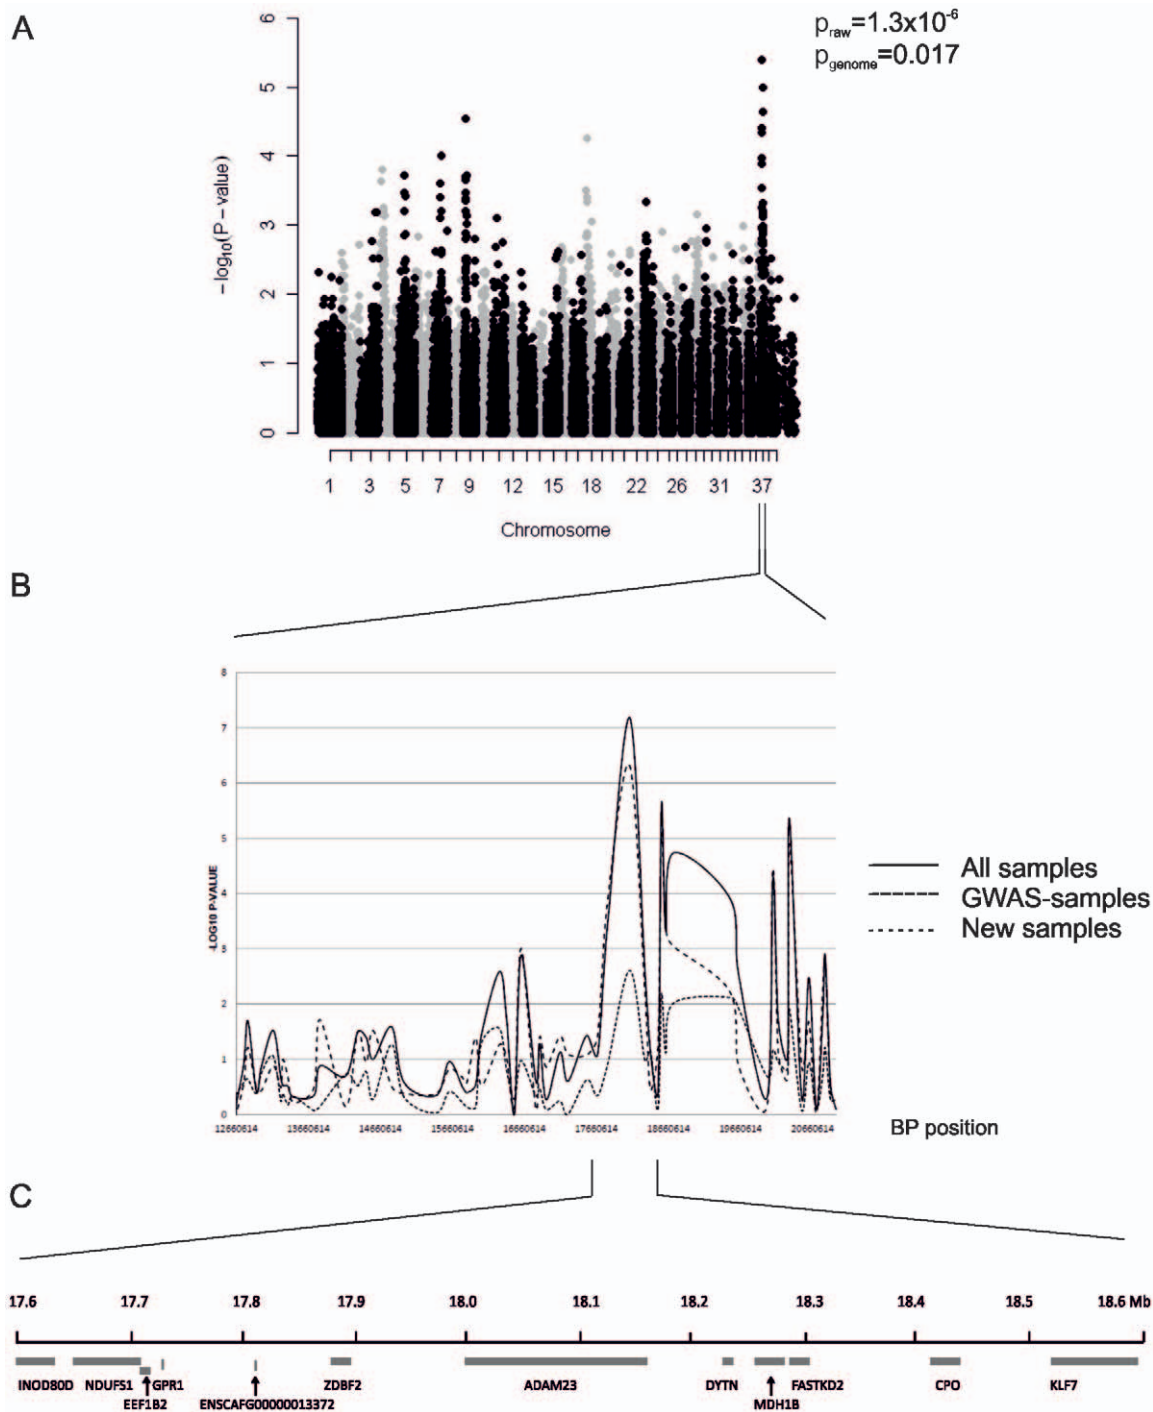 A
p_raw=1.3x10^-6
p_genome=0.017
6
5
4
3
2
1
0
-log10(P-value)
1 3 5 7 9 12 15 18 22 26 31 37
Chromosome
B
8
7
6
5
4
3
2
1
0
-LOG10 P-VALUE
12660614 13660614 14660614 15660614 16660614 17660614 18660614 19660614 20660614
BP position
All samples
GWAS-samples
New samples
C
17.6 17.7 17.8 17.9 18.0 18.1 18.2 18.3 18.4 18.5 18.6 Mb
INOD80D NDUFS1 GPR1 ZDBF2 ADAM23 DYTN FASTKD2 CPO KLF7
EEF1B2 ENSCAFG00000013372 MDH1B